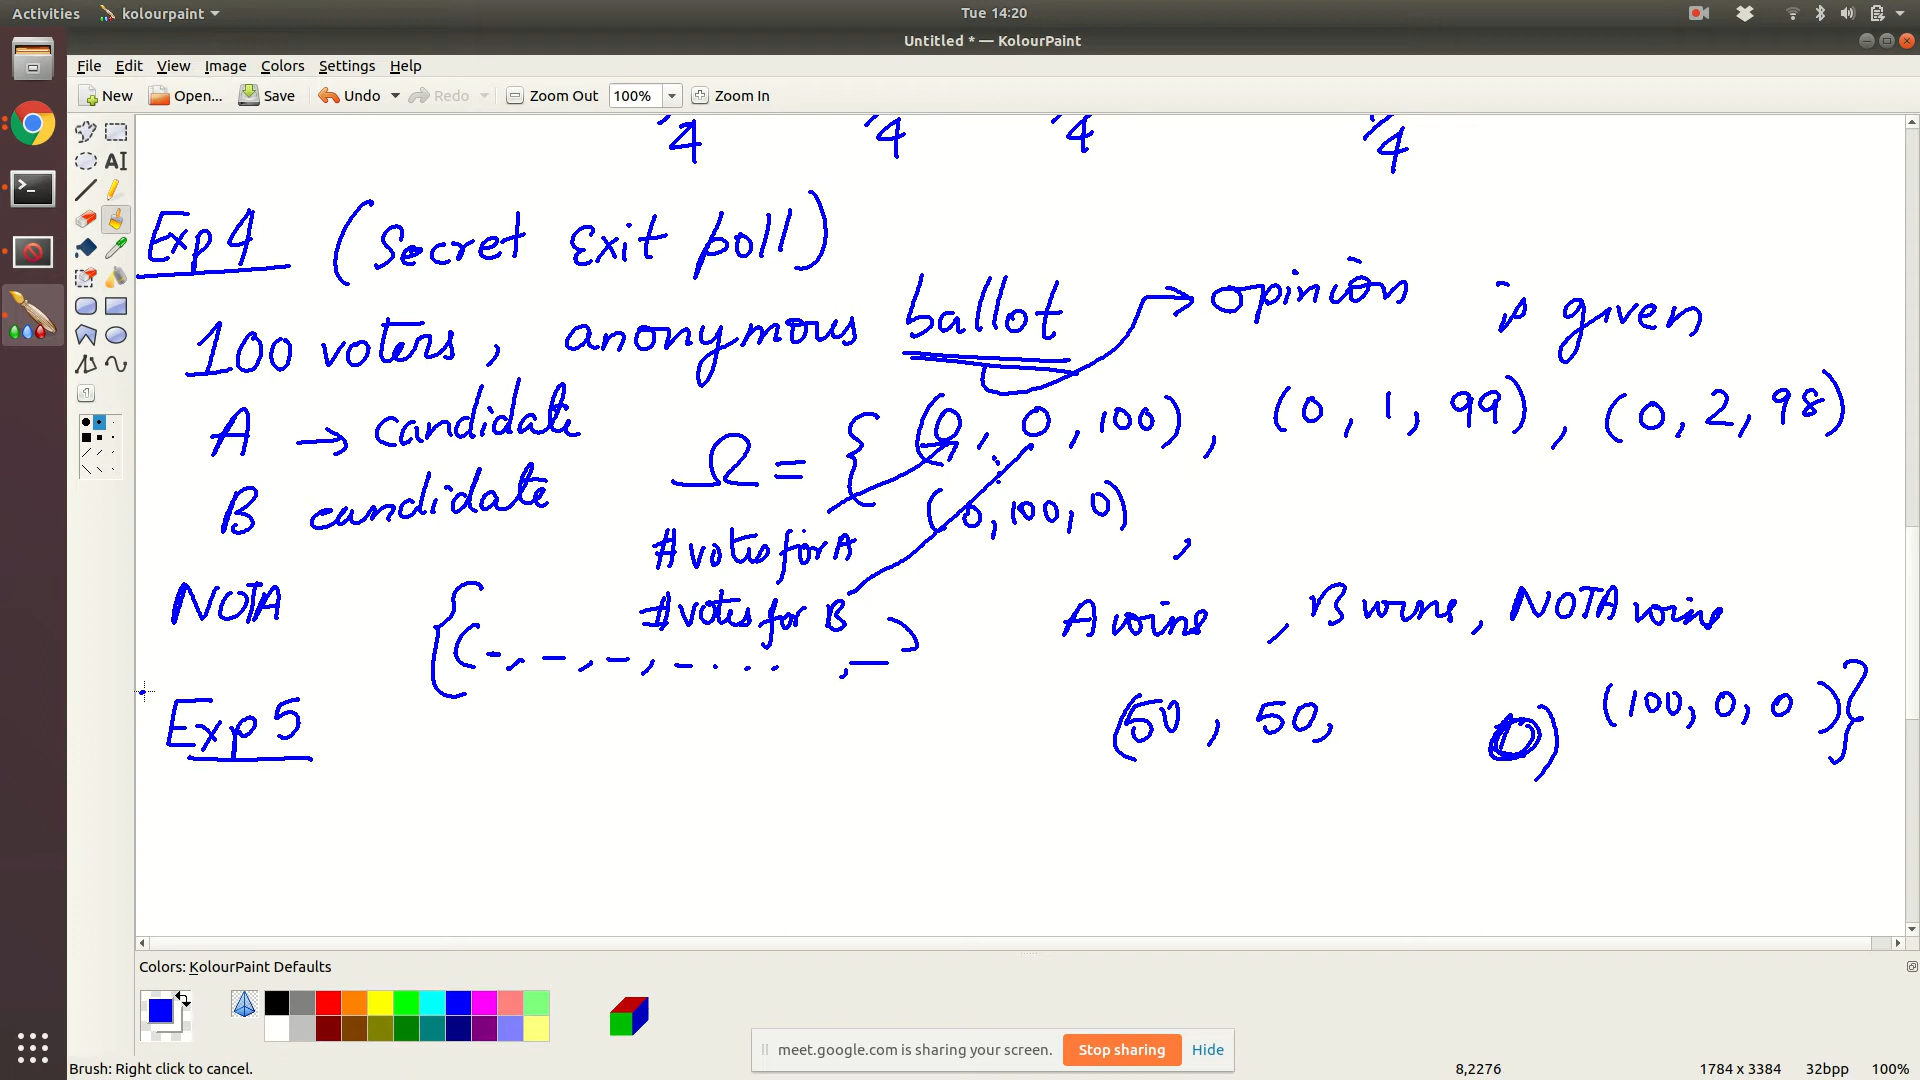 Activities kolourpaint Tue 14:20
Untitled * — KolourPaint
File Edit View Image Colors Settings Help
New Open... Save Undo Redo Zoom Out 100% Zoom In
1/4 1/4 1/4 1/4
Exp 4 (Secret Exit poll)
100 voters, anonymous ballot → opinion is given
A → candidate
Ω = { (0, 0, 100), (0, 1, 99), (0, 2, 98)
B candidate
(0, 100, 0) ,
# votes for A
NOTA
# votes for B
A wins, B wins, NOTA wins
{(-, -, -, - . . . . , -)
Exp 5
(50, 50, 0) (100, 0, 0)}
Colors: KolourPaint Defaults
meet.google.com is sharing your screen. Stop sharing Hide
Brush: Right click to cancel. 8,2276 1784 x 3384 32bpp 100%